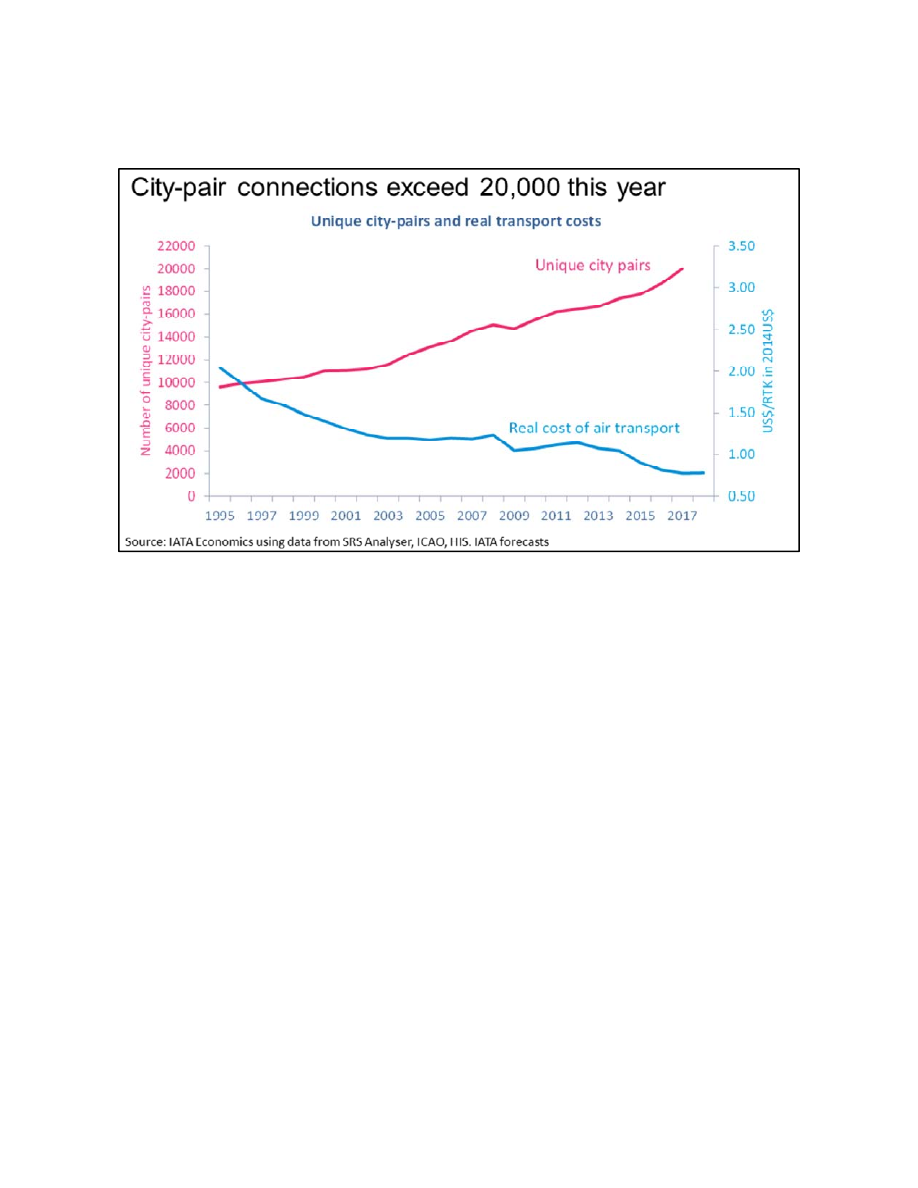 City-pair connections exceed 20,000 this year
Unique city-pairs and real transport costs
Number of unique city-pairs
22000
20000
18000
16000
14000
12000
10000
8000
6000
4000
2000
0
Unique city pairs
Real cost of air transport
3.50
3.00
2.50
2.00
1.50
1.00
0.50
US$/RTK in 2014US$
1995 1997 1999 2001 2003 2005 2007 2009 2011 2013 2015 2017
Source: IATA Economics using data from SRS Analyser, ICAO, HIS. IATA forecasts